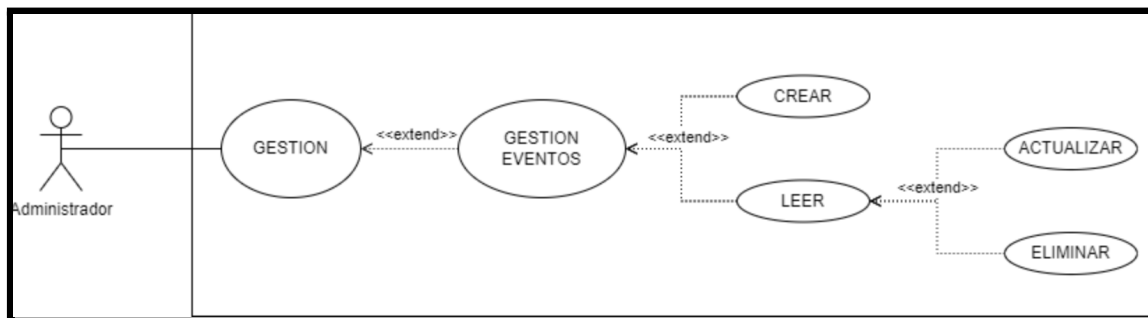 CREAR
<<extend>>
GESTION
<<extend>>
GESTION
EVENTOS
ACTUALIZAR
<<extend>>
LEER
Administrador
ELIMINAR